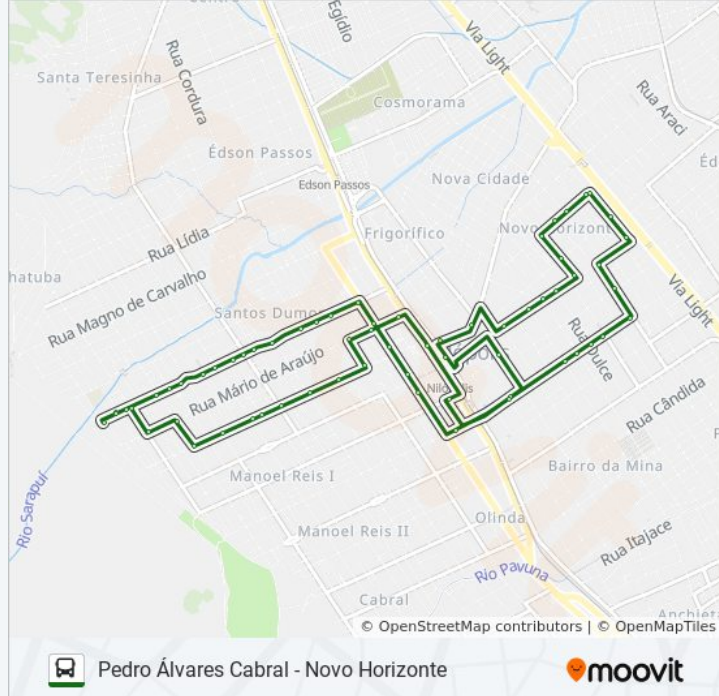 Egídio
Via Light
Santa Teresinha
Rua Cordura
Cosmorama
Rua Araci
Édson Passos
Éd
Edson Passos
Nova Cidade
Rua Lídia
Frigorífico
hatuba
Rua Magno de Carvalho
Santos Dumo
Via Light
Rua Dulce
Rua Mário de Araújo
Rua Cândida
Bairro da Mina
Manoel Reis I
Rio Sarapuí
Olinda
Manoel Reis II
Rua Itajace
Rio Pavuna
Cabral
Anchieta
© OpenStreetMap contributors | © OpenMapTiles
Pedro Álvares Cabral - Novo Horizonte
moovit